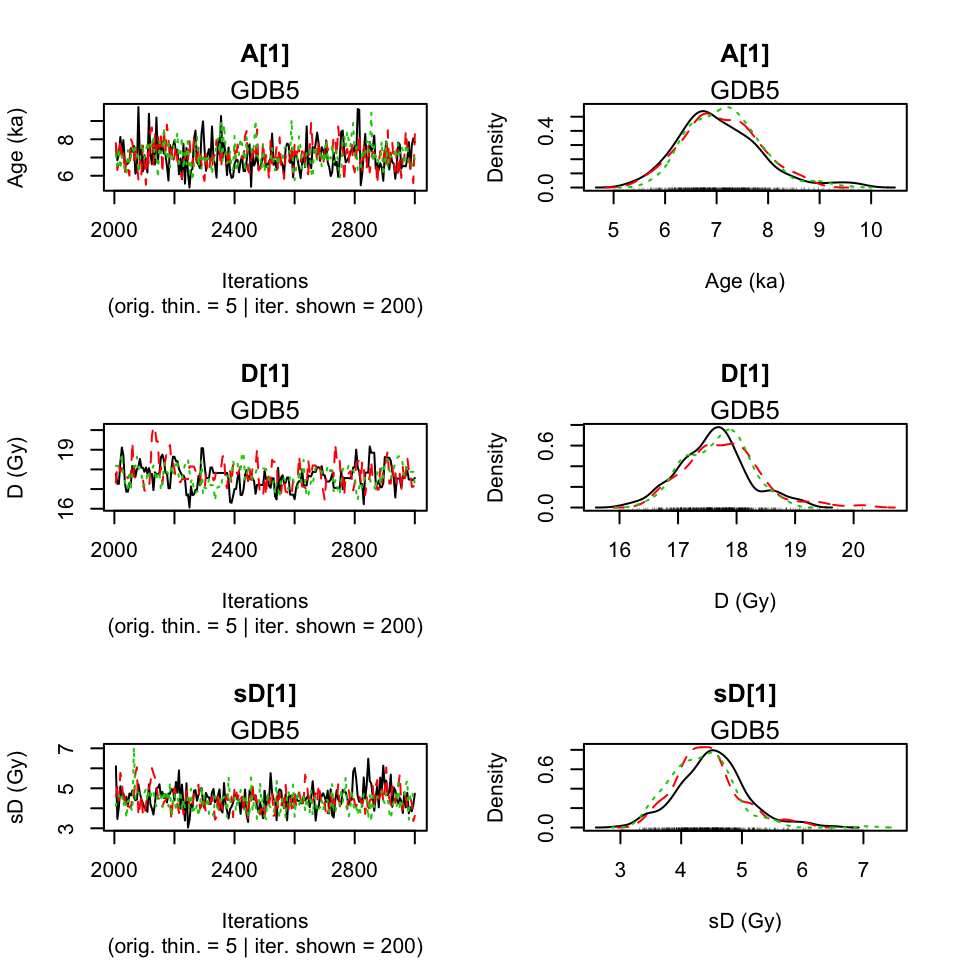 A[1]
GDB5
Age (ka)
6 8
2000 2400 2800
Iterations
(orig. thin. = 5 | iter. shown = 200)
A[1]
GDB5
Density
0.0 0.4
5 6 7 8 9 10
Age (ka)
D[1]
GDB5
D (Gy)
16 19
2000 2400 2800
Iterations
(orig. thin. = 5 | iter. shown = 200)
D[1]
GDB5
Density
0.0 0.6
16 17 18 19 20
D (Gy)
sD[1]
GDB5
sD (Gy)
3 5 7
2000 2400 2800
Iterations
(orig. thin. = 5 | iter. shown = 200)
sD[1]
GDB5
Density
0.0 0.6
3 4 5 6 7
sD (Gy)